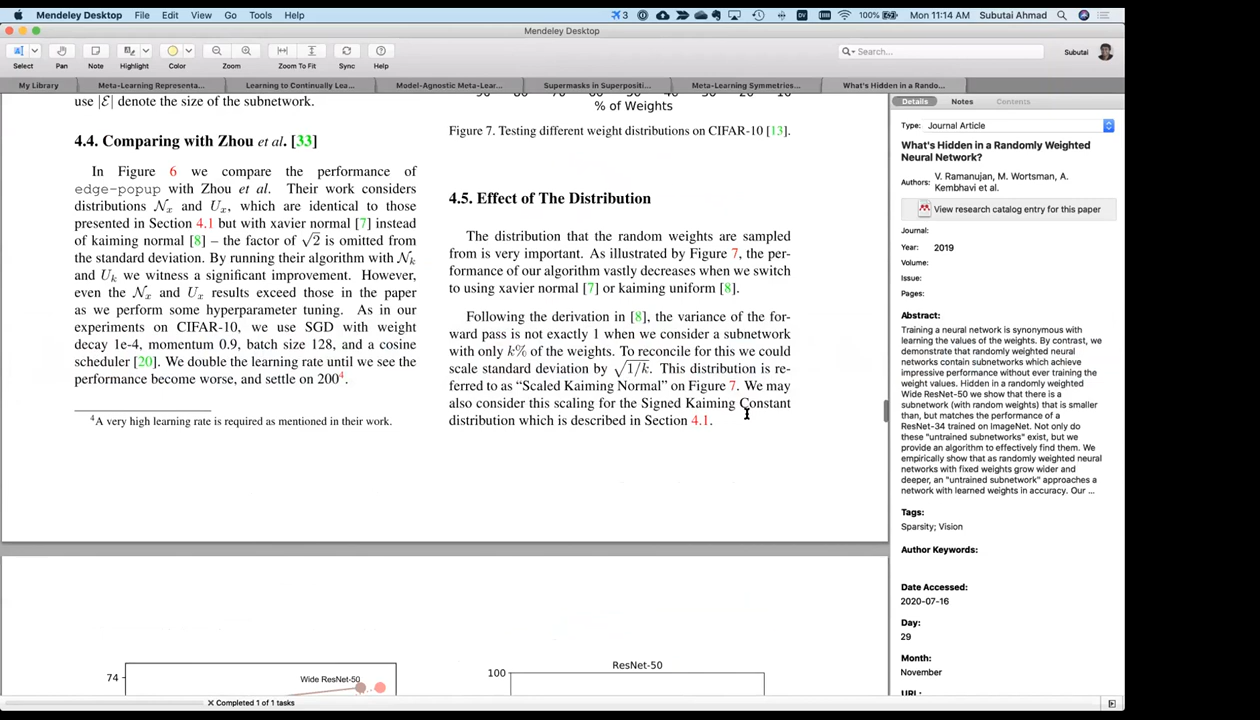 Mendeley Desktop File Edit View Go Tools Help 3 100% Mon 11:14 AM Subutai Ahmad
Mendeley Desktop
Search...
Subutai
Select Pan Note Highlight Color Zoom Zoom To Fit Sync Help
My Library Meta-Learning Representa... Learning to Continually Lea... Model-Agnostic Meta-Lear... Supermasks in Superpositi... Meta-Learning Symmetries... What's Hidden in a Rando...
use |ℰ| denote the size of the subnetwork.
4.4. Comparing with Zhou et al. [33]
In Figure 6 we compare the performance of
edge-popup with Zhou et al. Their work considers
distributions 𝒩x and Ux, which are identical to those
presented in Section 4.1 but with xavier normal [7] instead
of kaiming normal [8] – the factor of √2 is omitted from
the standard deviation. By running their algorithm with 𝒩k
and Uk we witness a significant improvement. However,
even the 𝒩x and Ux results exceed those in the paper
as we perform some hyperparameter tuning. As in our
experiments on CIFAR-10, we use SGD with weight
decay 1e-4, momentum 0.9, batch size 128, and a cosine
scheduler [20]. We double the learning rate until we see the
performance become worse, and settle on 200⁴.
⁴A very high learning rate is required as mentioned in their work.
% of Weights
Figure 7. Testing different weight distributions on CIFAR-10 [13].
4.5. Effect of The Distribution
The distribution that the random weights are sampled
from is very important. As illustrated by Figure 7, the per-
formance of our algorithm vastly decreases when we switch
to using xavier normal [7] or kaiming uniform [8].
Following the derivation in [8], the variance of the for-
ward pass is not exactly 1 when we consider a subnetwork
with only k% of the weights. To reconcile for this we could
scale standard deviation by √1/k. This distribution is re-
ferred to as “Scaled Kaiming Normal” on Figure 7. We may
also consider this scaling for the Signed Kaiming Constant
distribution which is described in Section 4.1.
74
Wide ResNet-50
ResNet-50
100
Details Notes Contents
Type: Journal Article
What's Hidden in a Randomly Weighted
Neural Network?
Authors: V. Ramanujan, M. Wortsman, A.
Kembhavi et al.
View research catalog entry for this paper
Journal:
Year: 2019
Volume:
Issue:
Pages:
Abstract:
Training a neural network is synonymous with
learning the values of the weights. By contrast, we
demonstrate that randomly weighted neural
networks contain subnetworks which achieve
impressive performance without ever training the
weight values. Hidden in a randomly weighted
Wide ResNet-50 we show that there is a
subnetwork (with random weights) that is smaller
than, but matches the performance of a
ResNet-34 trained on ImageNet. Not only do
these "untrained subnetworks" exist, but we
provide an algorithm to effectively find them. We
empirically show that as randomly weighted neural
networks with fixed weights grow wider and
deeper, an "untrained subnetwork" approaches a
network with learned weights in accuracy. Our ...
Tags:
Sparsity; Vision
Author Keywords:
Date Accessed:
2020-07-16
Day:
29
Month:
November
URL:
X Completed 1 of 1 tasks